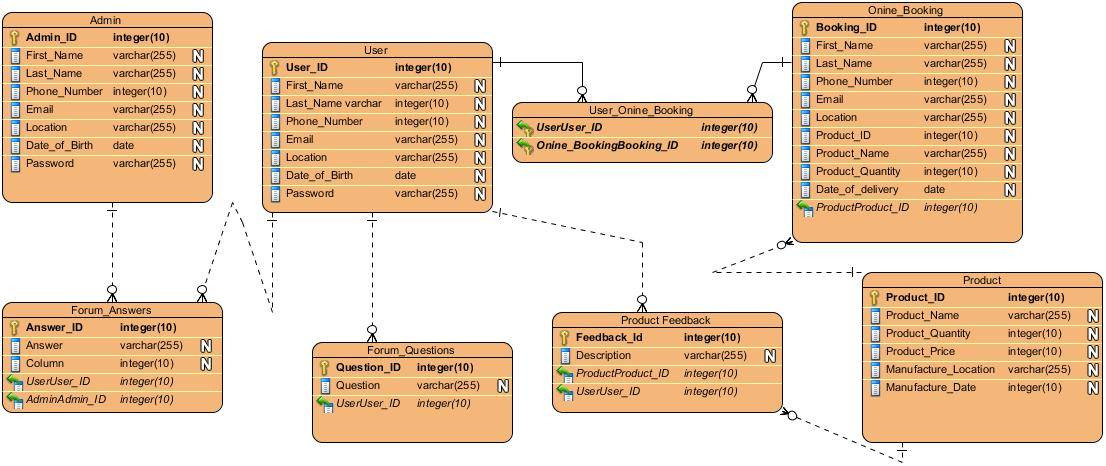 Admin
Admin_ID integer(10)
First_Name varchar(255) N
Last_Name varchar(255) N
Phone_Number integer(10) N
Email varchar(255) N
Location varchar(255) N
Date_of_Birth date N
Password varchar(255) N
User
User_ID integer(10)
First_Name varchar(255) N
Last_Name varchar integer(10) N
Phone_Number integer(10) N
Email varchar(255) N
Location varchar(255) N
Date_of_Birth date N
Password varchar(255) N
User_Onine_Booking
UserUser_ID integer(10)
Onine_BookingBooking_ID integer(10)
Onine_Booking
Booking_ID integer(10)
First_Name varchar(255) N
Last_Name varchar(255) N
Phone_Number integer(10) N
Email varchar(255) N
Location varchar(255) N
Product_ID integer(10) N
Product_Name varchar(255) N
Product_Quantity integer(10) N
Date_of_delivery date N
ProductProduct_ID integer(10)
Forum_Answers
Answer_ID integer(10)
Answer varchar(255) N
Column integer(10) N
UserUser_ID integer(10)
AdminAdmin_ID integer(10)
Forum_Questions
Question_ID integer(10)
Question varchar(255) N
UserUser_ID integer(10)
Product Feedback
Feedback_Id integer(10)
Description varchar(255) N
ProductProduct_ID integer(10)
UserUser_ID integer(10)
Product
Product_ID integer(10)
Product_Name varchar(255) N
Product_Quantity integer(10) N
Product_Price integer(10) N
Manufacture_Location varchar(255) N
Manufacture_Date integer(10) N